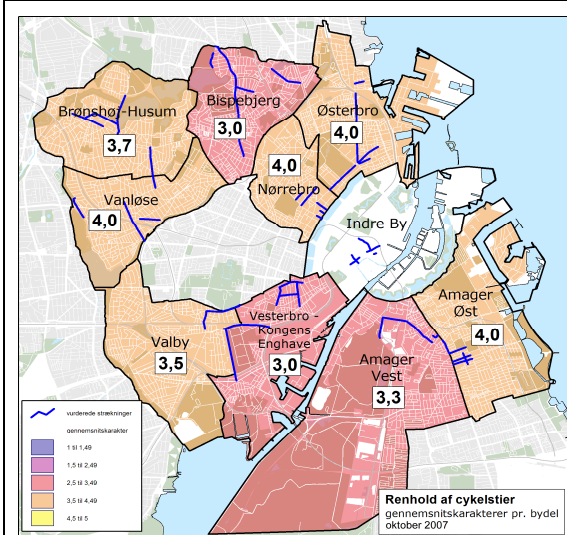 Brønshøj-Husum
3,7
Bispebjerg
3,0
Østerbro
4,0
4,0
Nørrebro
Vanløse
4,0
Indre By
Amager
Øst
4,0
Vesterbro -
Kongens
Enghave
3,0
Valby
3,5
Amager
Vest
3,3
vurderede strækninger
gennemsnitskarakter
1 til 1,49
1,5 til 2,49
2,5 til 3,49
3,5 til 4,49
4,5 til 5
Renhold af cykelstier
gennemsnitskarakterer pr. bydel
oktober 2007